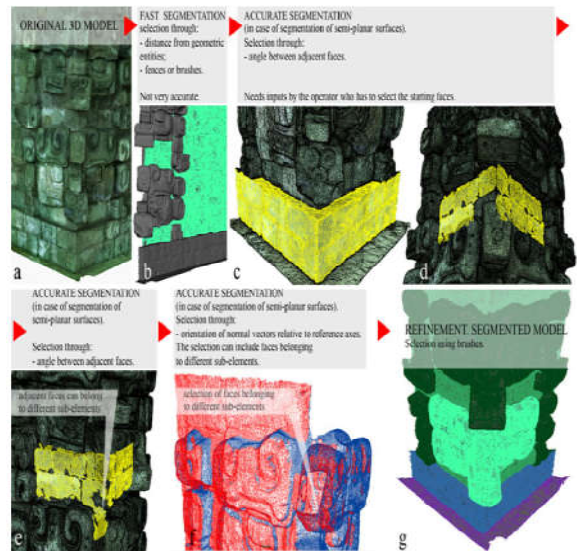 ORIGINAL 3D MODEL
FAST SEGMENTATION
selection through:
- distance from geometric
entities;
- fences or brushes.
Not very accurate
ACCURATE SEGMENTATION
(in case of segmentation of semi-planar surfaces).
Selection through:
- angle between adjacent faces.
Needs inputs by the operator who has to select the starting faces.
a
b
c
d
ACCURATE SEGMENTATION
(in case of segmentation of
semi-planar surfaces).
Selection through:
- angle between adjacent faces.
adjacent faces can belong
to different sub-elements
ACCURATE SEGMENTATION
(in case of segmentation of semi-planar surfaces).
Selection through:
- orientation of normal vectors relative to reference axes.
The selection can include faces belonging
to different sub-elements.
selection of faces belonging
to different sub-elements
REFINEMENT. SEGMENTED MODEL
Selection using brushes.
e
f
g